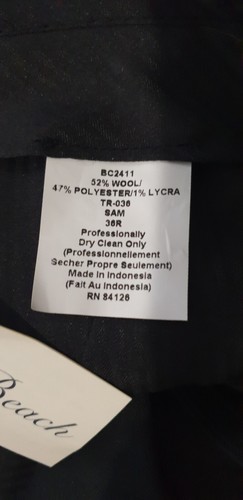 BC2411
52% WOOL/
47% POLYESTER/1% LYCRA
TR-036
SAM
36R
Professionally
Dry Clean Only
(Professionnellement
Secher Propre Seulement)
Made in Indonesia
(Fait Au Indonesia)
RN 84126
Beach